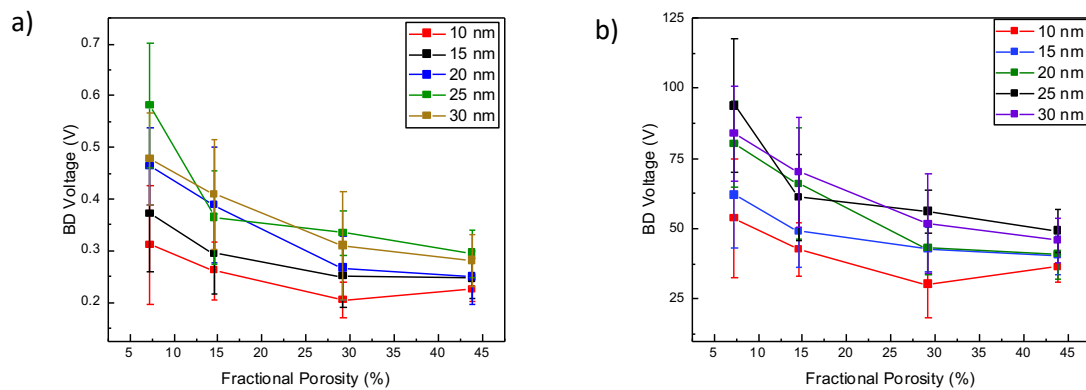 a)
0.7
0.6
0.5
0.4
0.3
0.2
BD Voltage (V)
10 nm
15 nm
20 nm
25 nm
30 nm
5 10 15 20 25 30 35 40 45
Fractional Porosity (%)
b)
125
100
75
50
25
BD Voltage (V)
10 nm
15 nm
20 nm
25 nm
30 nm
5 10 15 20 25 30 35 40 45
Fractional Porosity (%)